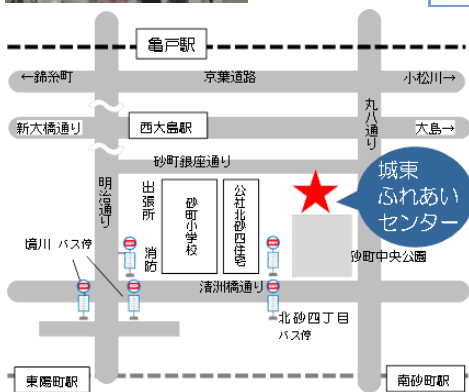 亀戸駅
←錦糸町
京葉道路
小松川→
新大橋通り
西大島駅
丸八通り
大島→
砂町銀座通り
明治通り
出張所
消防
砂町小学校
公社北砂四住宅
城東
ふれあい
センター
境川 バス停
砂町中央公園
清洲橋通り
北砂四丁目
バス停
東陽町駅
南砂町駅